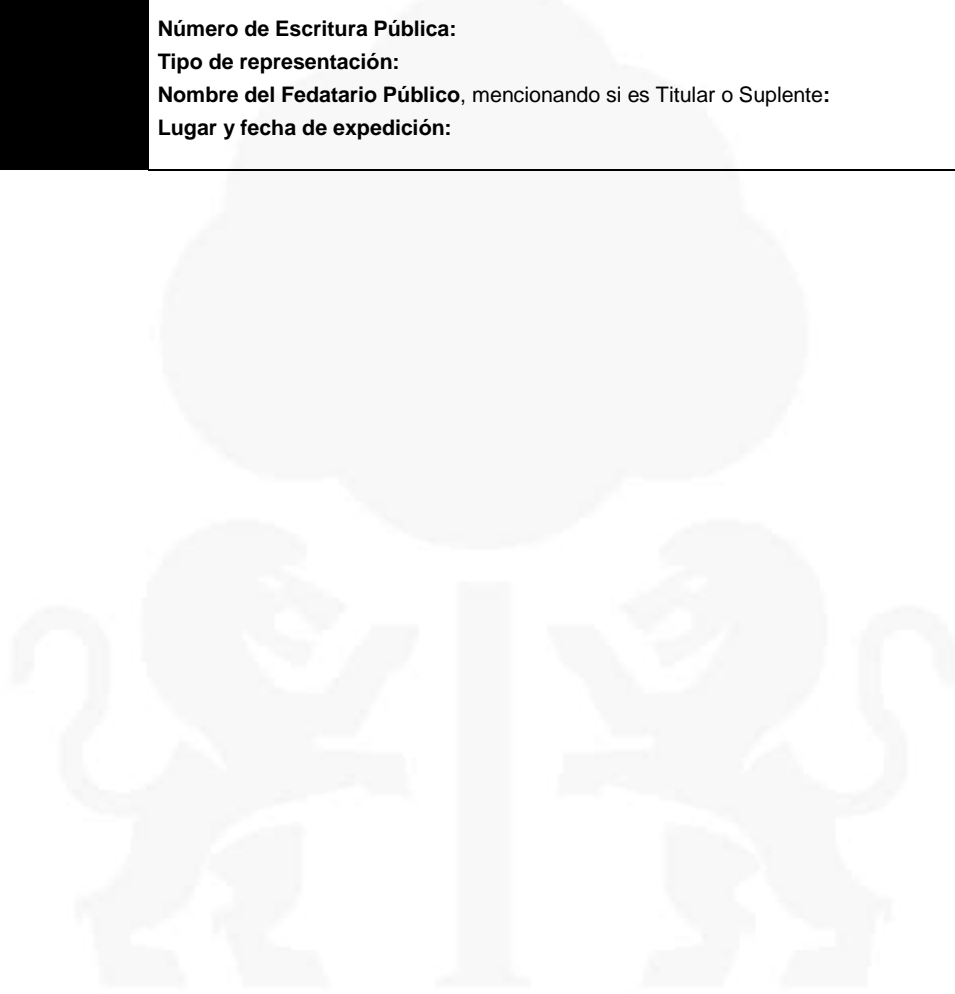 Número de Escritura Pública:
Tipo de representación:
Nombre del Fedatario Público, mencionando si es Titular o Suplente:
Lugar y fecha de expedición: